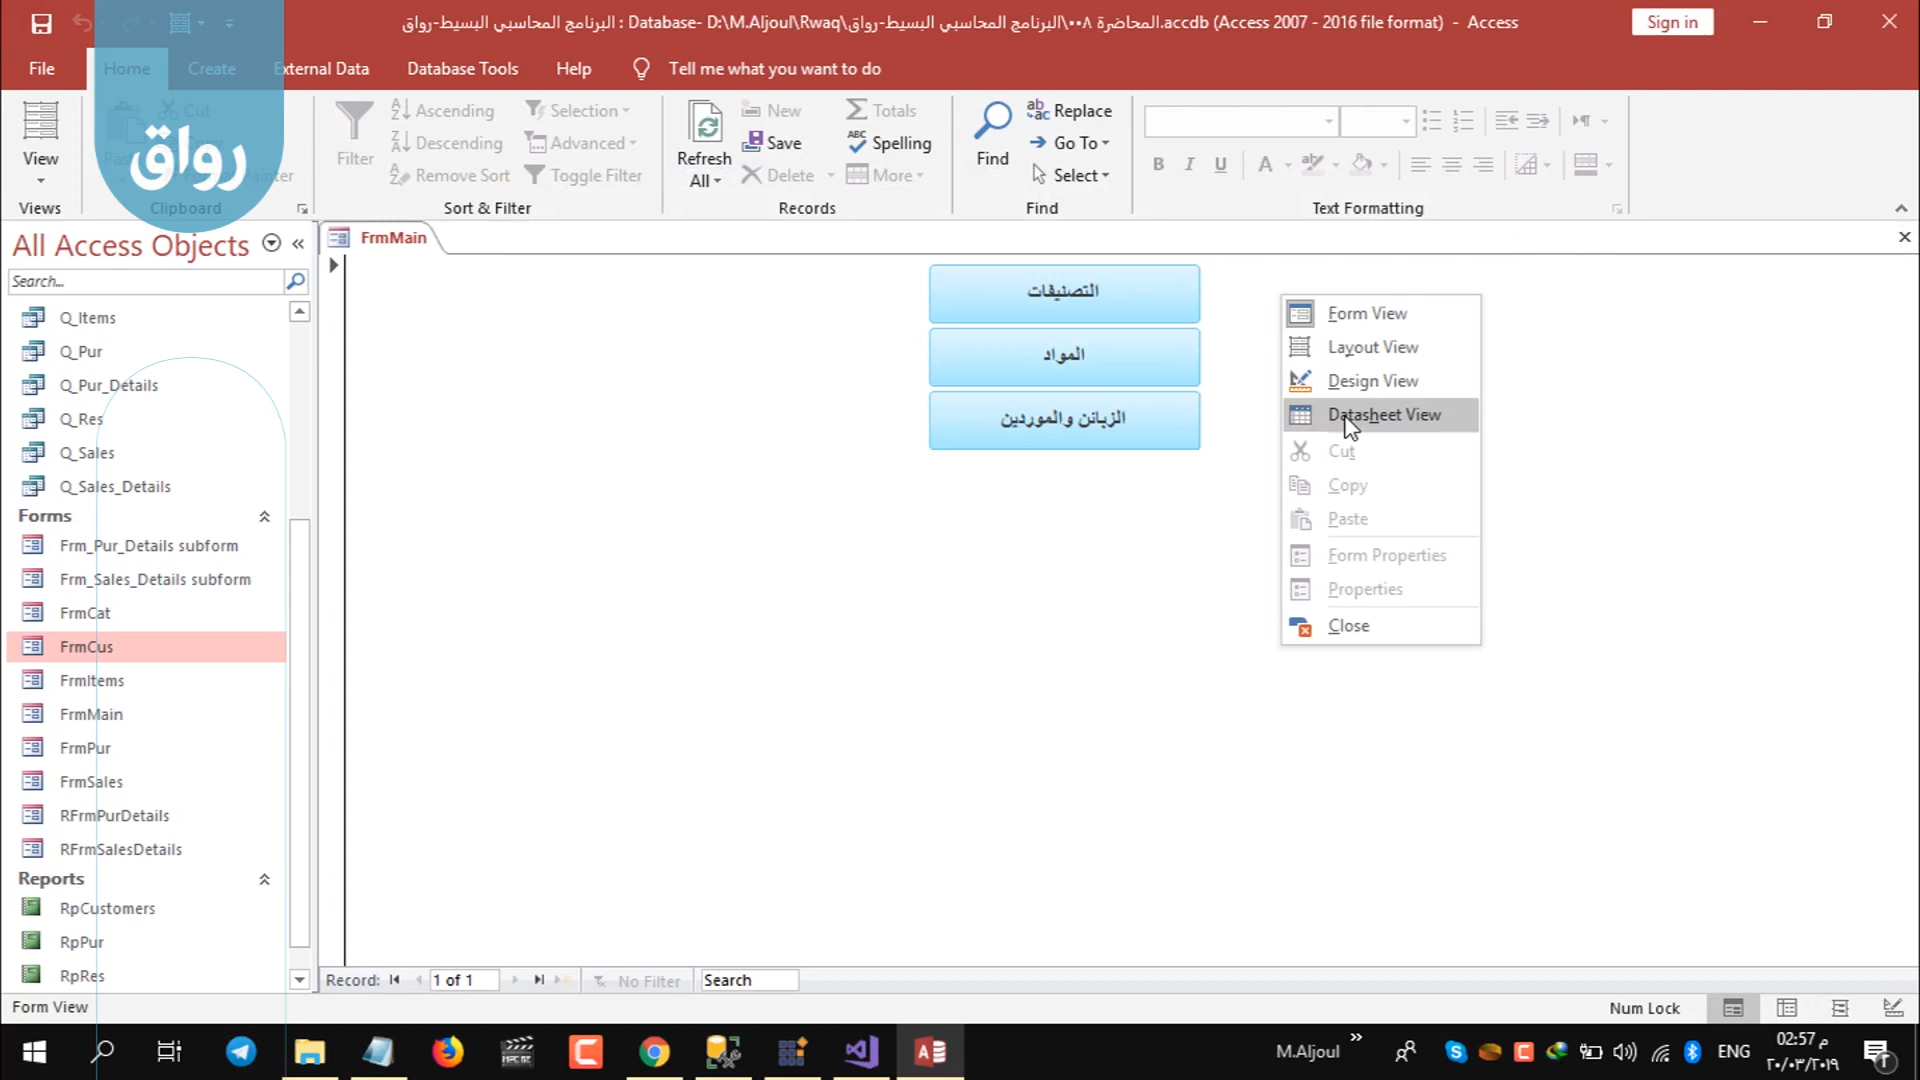 البرنامج المحاسبي البسيط-رواق : Database- D:\M.Aljoul\Rwaq\البرنامج المحاسبي البسيط-رواق\المحاضرة ٠٠٨.accdb (Access 2007 - 2016 file format) - Access
Sign in
File
Home
Create
External Data
Database Tools
Help
Tell me what you want to do
View
Views
Cut
رواق
Clipboard
Filter
Ascending
Descending
Remove Sort
Selection
Advanced
Toggle Filter
Sort & Filter
Refresh All
New
Save
Delete
Totals
Spelling
More
Records
Find
Replace
Go To
Select
Find
B I U
A
Text Formatting
All Access Objects
Search...
Q_Items
Q_Pur
Q_Pur_Details
Q_Res
Q_Sales
Q_Sales_Details
Forms
Frm_Pur_Details subform
Frm_Sales_Details subform
FrmCat
FrmCus
FrmItems
FrmMain
FrmPur
FrmSales
RFrmPurDetails
RFrmSalesDetails
Reports
RpCustomers
RpPur
RpRes
FrmMain
التصنيفات
المواد
الزبائن والموردين
Form View
Layout View
Design View
Datasheet View
Cut
Copy
Paste
Form Properties
Properties
Close
Record:
1 of 1
No Filter
Search
Form View
Num Lock
M.Aljoul
ENG
02:57 م
٢٠/٠٣/٢٠١٩